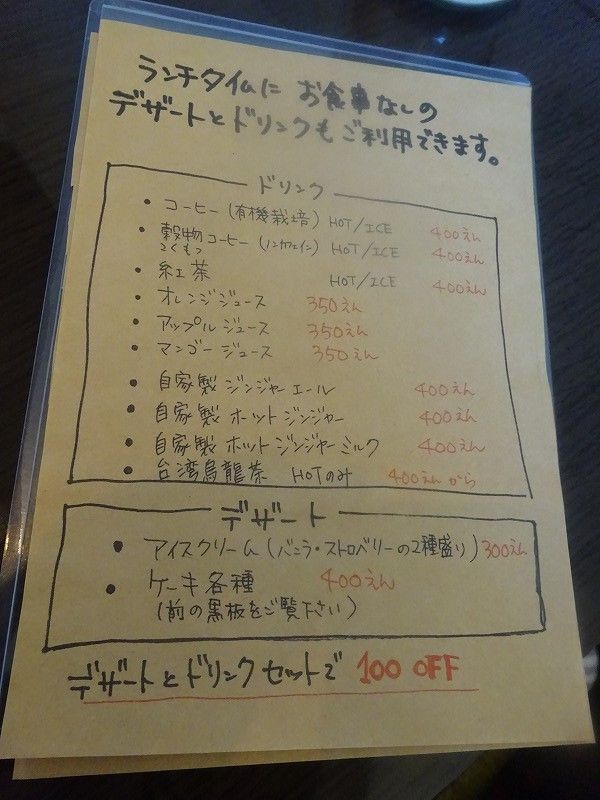 ランチタイムに お食事なしの
デザートとドリンクもご利用できます。
ドリンク
・コーヒー(有機栽培) HOT/ICE 400えん
・穀物コーヒー(ノンカフェイン) HOT/ICE 400えん
こくもつ
・紅茶 HOT/ICE 400えん
・オレンジジュース 350えん
・アップルジュース 350えん
・マンゴージュース 350えん
・自家製ジンジャーエール 400えん
・自家製ホットジンジャー 400えん
・自家製ホットジンジャーミルク 400えん
・台湾烏龍茶 HOTのみ 400えんから
デザート
・アイスクリーム(バニラ・ストロベリーの2種盛り) 300えん
・ケーキ各種 400えん
(前の黒板をご覧下さい)
デザートとドリンクセットで 100 OFF